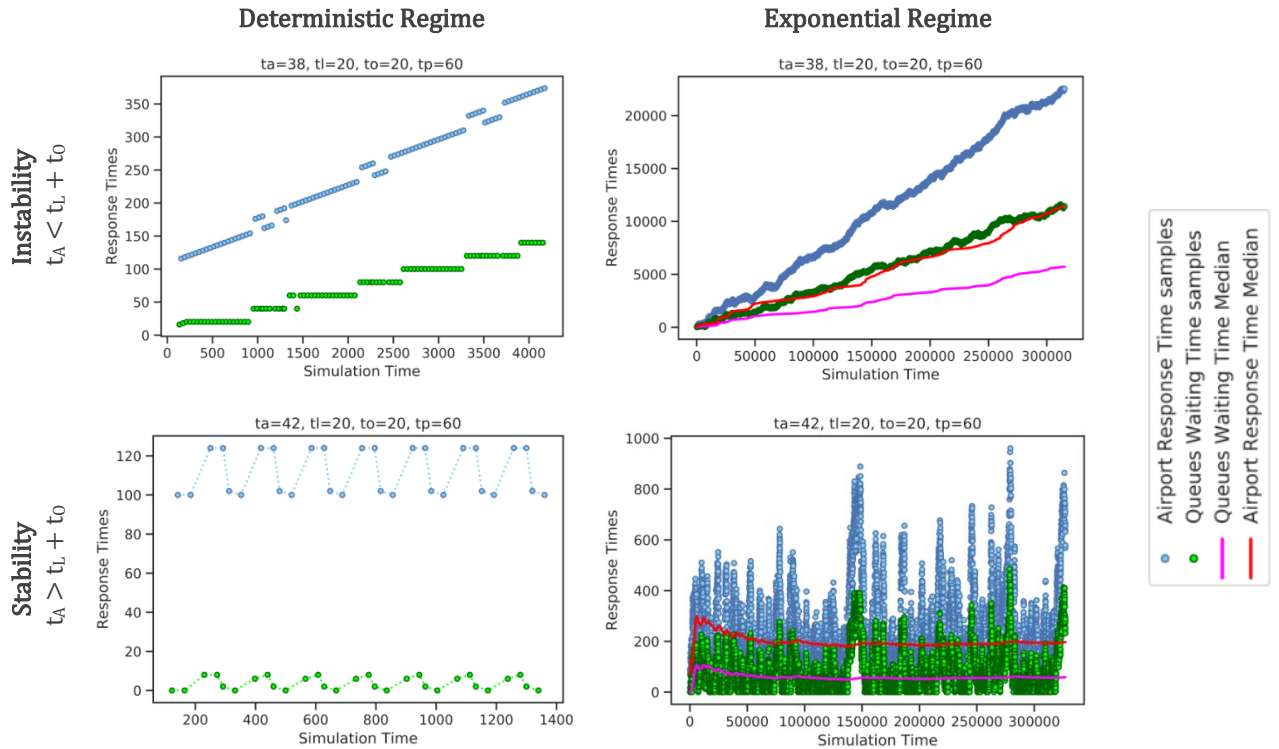 Deterministic Regime
Exponential Regime
Instability
tA < tL + tO
ta=38, tl=20, to=20, tp=60
Response Times
350
300
250
200
150
100
50
0
0 500 1000 1500 2000 2500 3000 3500 4000
Simulation Time
ta=38, tl=20, to=20, tp=60
Response Times
20000
15000
10000
5000
0
0 50000 100000 150000 200000 250000 300000
Simulation Time
Stability
tA > tL + tO
ta=42, tl=20, to=20, tp=60
Response Times
120
100
80
60
40
20
0
200 400 600 800 1000 1200 1400
Simulation Time
ta=42, tl=20, to=20, tp=60
Response Times
1000
800
600
400
200
0
0 50000 100000 150000 200000 250000 300000
Simulation Time
Airport Response Time samples
Queues Waiting Time samples
Queues Waiting Time Median
Airport Response Time Median